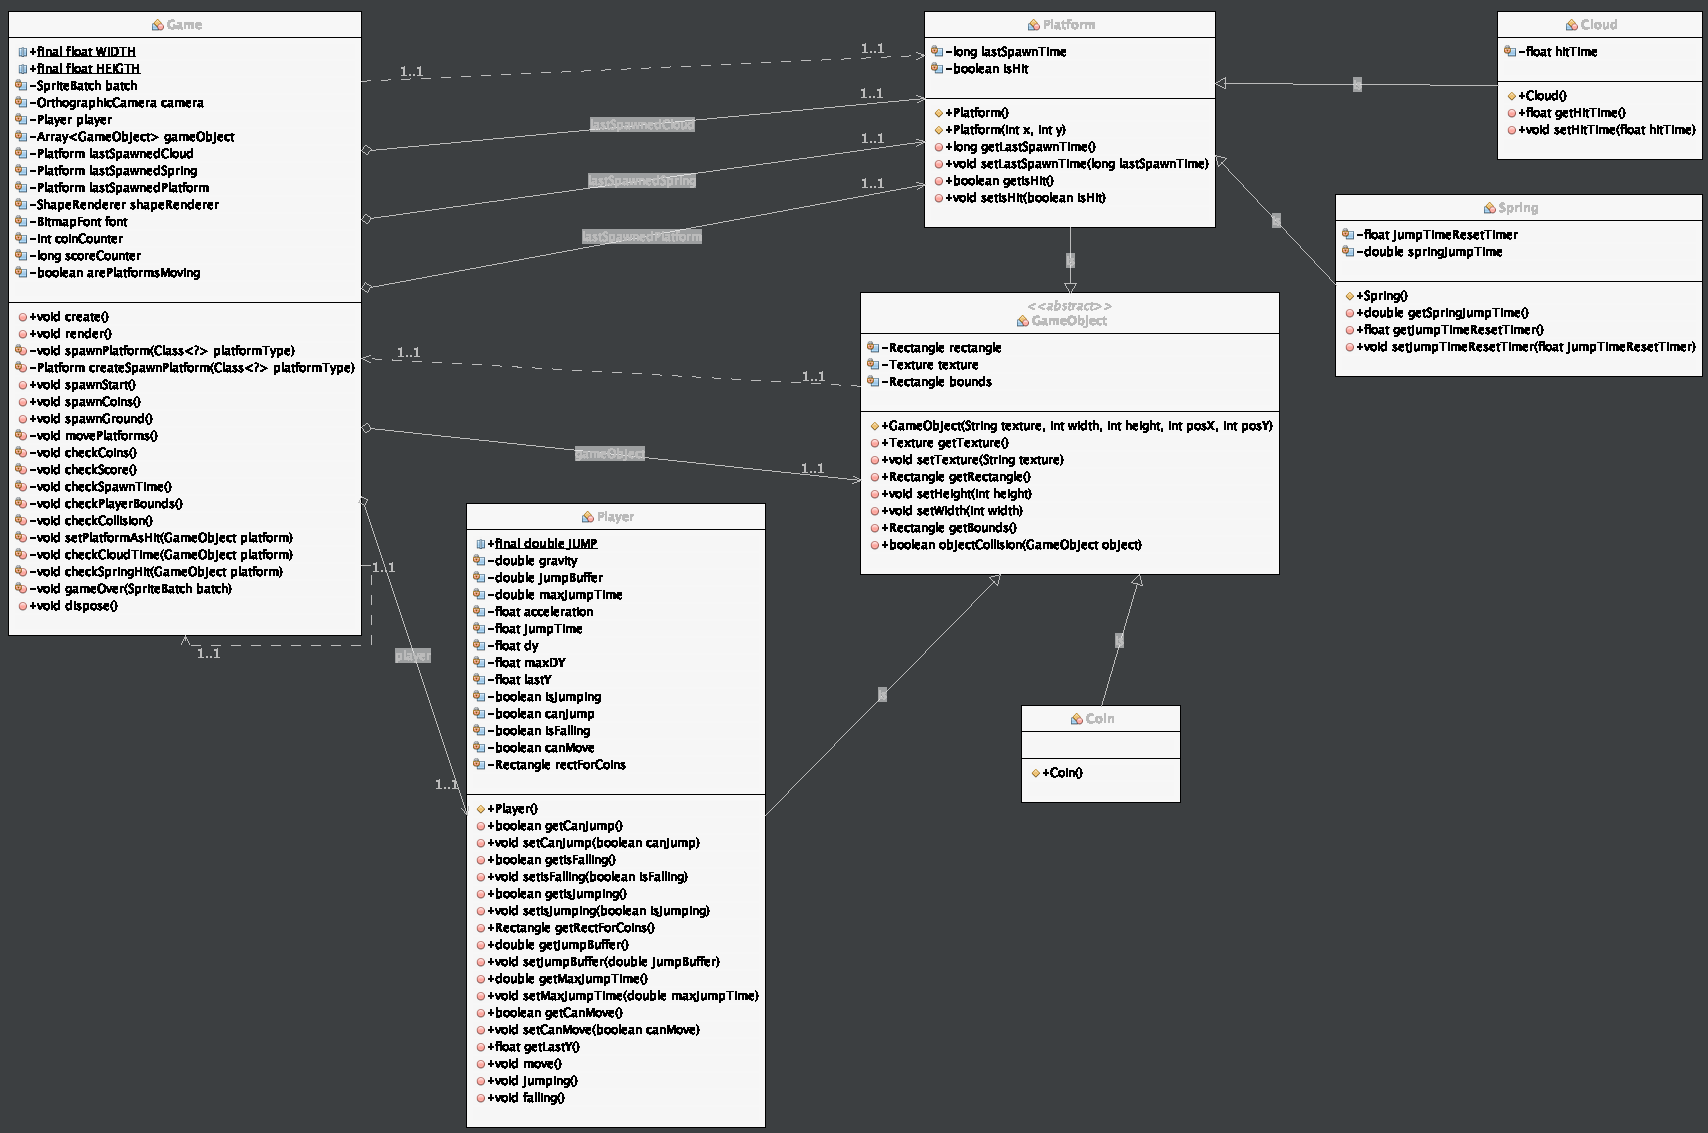 Game
+final float WIDTH
+final float HEIGTH
-SpriteBatch batch
-OrthographicCamera camera
-Player player
-Array<GameObject> gameObject
-Platform lastSpawnedCloud
-Platform lastSpawnedSpring
-Platform lastSpawnedPlatform
-ShapeRenderer shapeRenderer
-BitmapFont font
-int coinCounter
-long scoreCounter
-boolean arePlatformsMoving
+void create()
+void render()
-void spawnPlatform(Class<?> platformType)
-Platform createSpawnPlatform(Class<?> platformType)
+void spawnStart()
+void spawnCoins()
+void spawnGround()
-void movePlatforms()
-void checkCoins()
-void checkScore()
-void checkSpawnTime()
-void checkPlayerBounds()
-void checkCollision()
-void setPlatformAsHit(GameObject platform)
-void checkCloudTime(GameObject platform)
-void checkSpringHit(GameObject platform)
-void gameOver(SpriteBatch batch)
+void dispose()
1..1
1..1
1..1
1..1
lastSpawnedCloud
1..1
lastSpawnedSpring
1..1
lastSpawnedPlatform
1..1
1..1
1..1
gameObject
1..1
1..1
player
1..1
Platform
-long lastSpawnTime
-boolean isHit
+Platform()
+Platform(int x, int y)
+long getLastSpawnTime()
+void setLastSpawnTime(long lastSpawnTime)
+boolean getIsHit()
+void setIsHit(boolean isHit)
Cloud
-float hitTime
+Cloud()
+float getHitTime()
+void setHitTime(float hitTime)
Spring
-float jumpTimeResetTimer
-double springJumpTime
+Spring()
+double getSpringJumpTime()
+float getJumpTimeResetTimer()
+void setJumpTimeResetTimer(float jumpTimeResetTimer)
<<abstract>>
GameObject
-Rectangle rectangle
-Texture texture
-Rectangle bounds
+GameObject(String texture, int width, int height, int posX, int posY)
+Texture getTexture()
+void setTexture(String texture)
+Rectangle getRectangle()
+void setHeight(int height)
+void setWidth(int width)
+Rectangle getBounds()
+boolean objectCollision(GameObject object)
Player
+final double JUMP
-double gravity
-double jumpBuffer
-double maxJumpTime
-float acceleration
-float jumpTime
-float dy
-float maxDY
-float lastY
-boolean isJumping
-boolean canJump
-boolean isFalling
-boolean canMove
-Rectangle rectForCoins
+Player()
+boolean getCanJump()
+void setCanJump(boolean canJump)
+boolean getIsFalling()
+void setIsFalling(boolean isFalling)
+boolean getIsJumping()
+void setIsJumping(boolean isJumping)
+Rectangle getRectForCoins()
+double getJumpBuffer()
+void setJumpBuffer(double jumpBuffer)
+double getMaxJumpTime()
+void setMaxJumpTime(double maxJumpTime)
+boolean getCanMove()
+void setCanMove(boolean canMove)
+float getLastY()
+void move()
+void jumping()
+void falling()
Coin
+Coin()